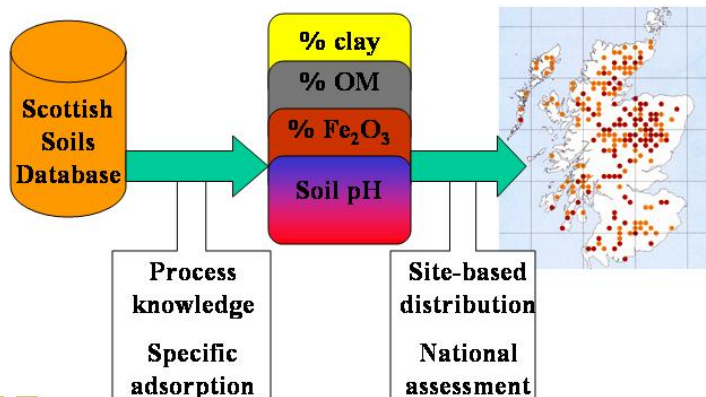 Scottish
Soils
Database
% clay
% OM
% Fe₂O₃
Soil pH
Process
knowledge
Specific
adsorption
Site-based
distribution
National
assessment